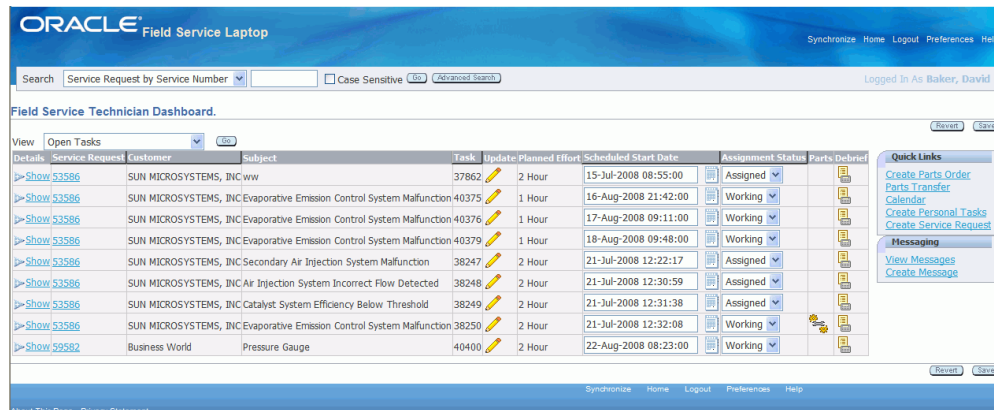 ORACLE Field Service Laptop
Synchronize Home Logout Preferences Hel
Search Service Request by Service Number Case Sensitive Go Advanced Search Logged In As Baker, David
Field Service Technician Dashboard.
Revert Save
View Open Tasks Go
Details Service Request Customer Subject Task Update Planned Effort Scheduled Start Date Assignment Status Parts Debrief
Show 53586 SUN MICROSYSTEMS, INC ww 37862 2 Hour 15-Jul-2008 08:55:00 Assigned
Show 53586 SUN MICROSYSTEMS, INC Evaporative Emission Control System Malfunction 40375 1 Hour 16-Aug-2008 21:42:00 Working
Show 53586 SUN MICROSYSTEMS, INC Evaporative Emission Control System Malfunction 40376 1 Hour 17-Aug-2008 09:11:00 Working
Show 53586 SUN MICROSYSTEMS, INC Evaporative Emission Control System Malfunction 40379 1 Hour 18-Aug-2008 09:48:00 Working
Show 53586 SUN MICROSYSTEMS, INC Secondary Air Injection System Malfunction 38247 2 Hour 21-Jul-2008 12:22:17 Assigned
Show 53586 SUN MICROSYSTEMS, INC Air Injection System Incorrect Flow Detected 38248 2 Hour 21-Jul-2008 12:30:59 Assigned
Show 53586 SUN MICROSYSTEMS, INC Catalyst System Efficiency Below Threshold 38249 2 Hour 21-Jul-2008 12:31:38 Assigned
Show 53586 SUN MICROSYSTEMS, INC Evaporative Emission Control System Malfunction 38250 2 Hour 21-Jul-2008 12:32:08 Working
Show 59582 Business World Pressure Gauge 40400 2 Hour 22-Aug-2008 08:23:00 Working
Quick Links
Create Parts Order
Parts Transfer
Calendar
Create Personal Tasks
Create Service Request
Messaging
View Messages
Create Message
Revert Save
Synchronize Home Logout Preferences Help